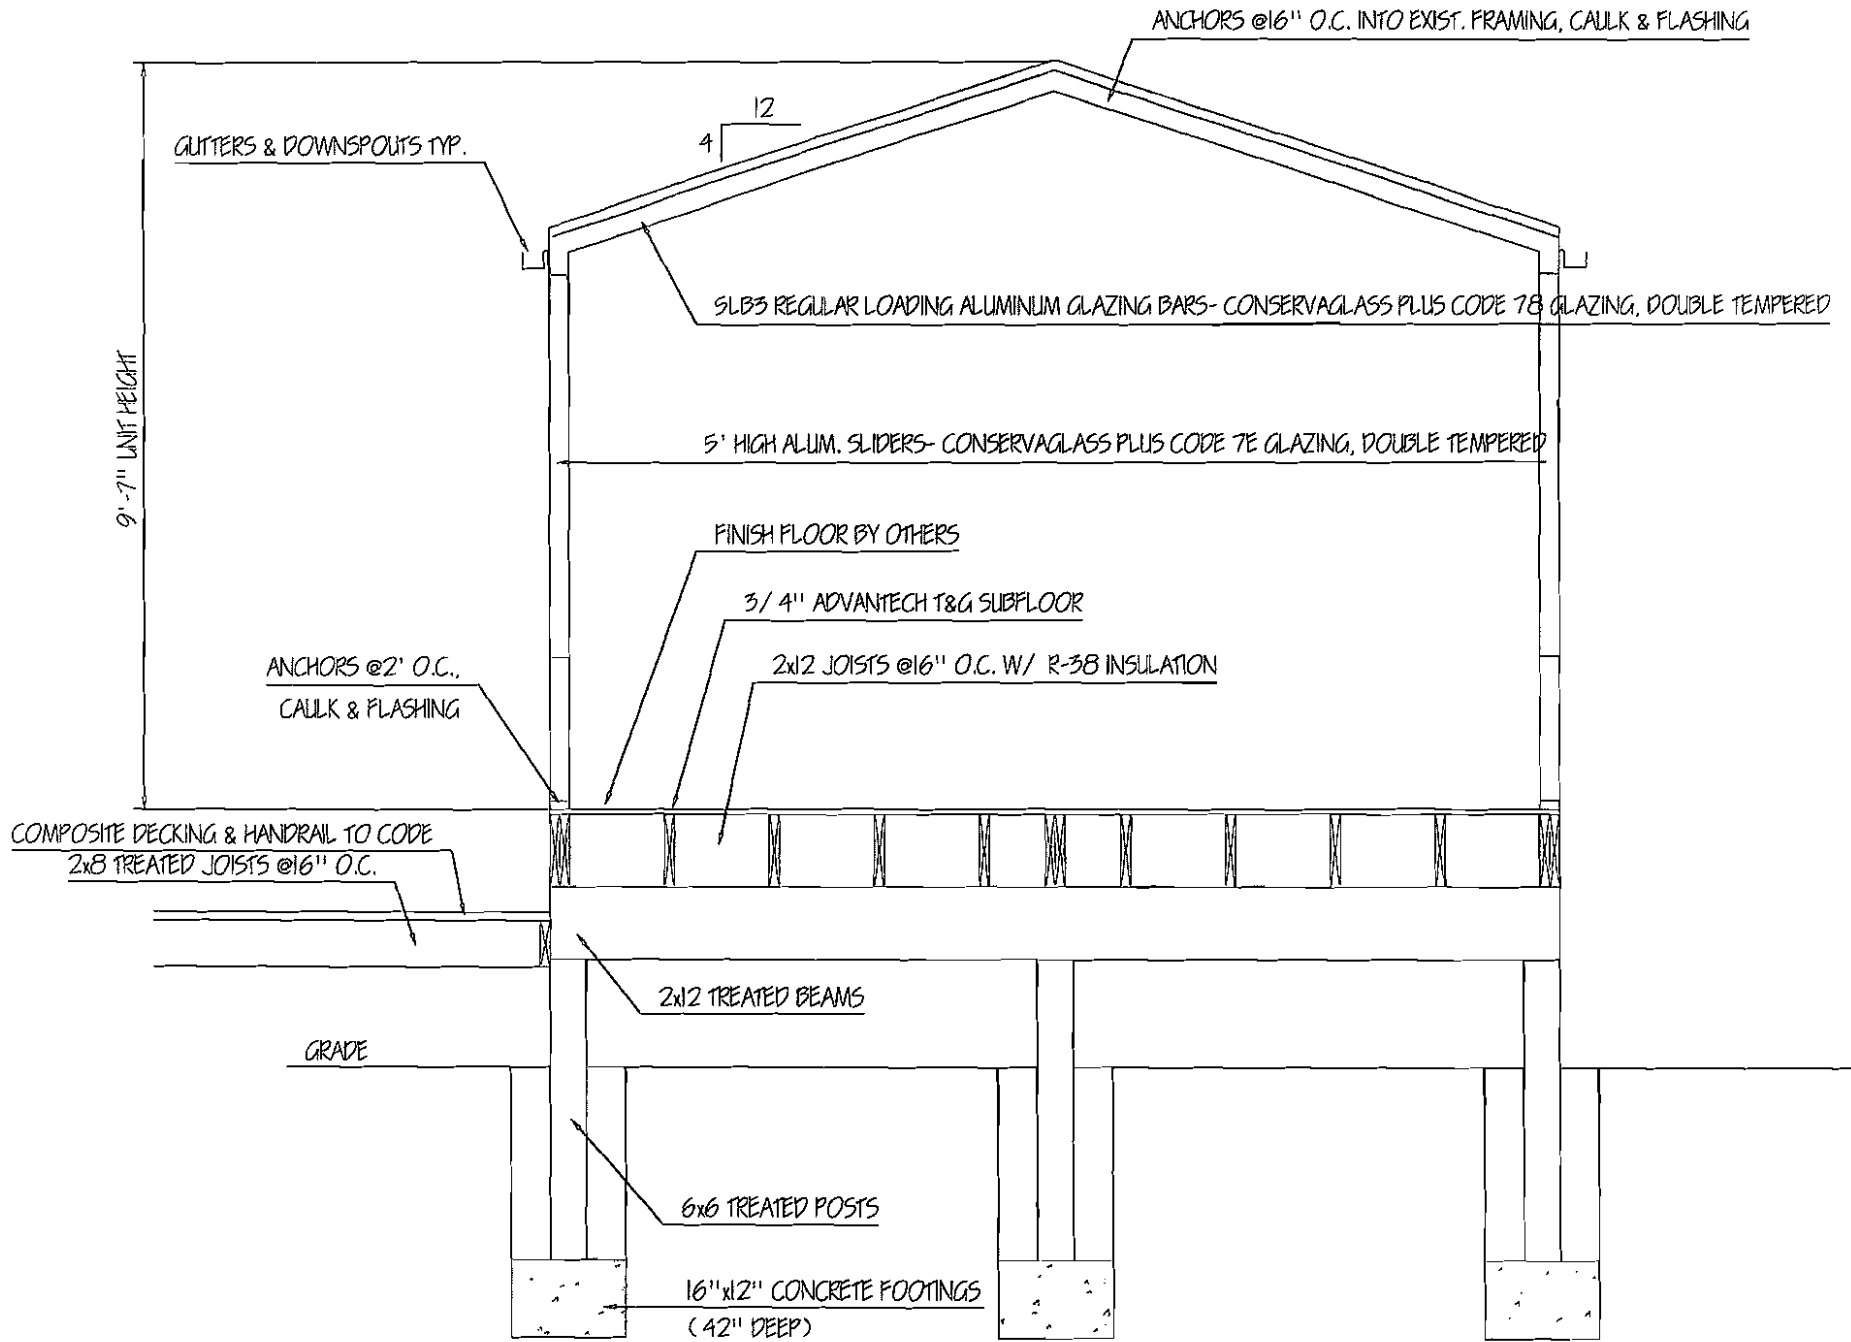 ANCHORS @16" O.C. INTO EXIST. FRAMING, CAULK & FLASHING
12
4
GUTTERS & DOWNSPOUTS TYP.
SLB3 REGULAR LOADING ALUMINUM GLAZING BARS- CONSERVAGLASS PLUS CODE 78 GLAZING, DOUBLE TEMPERED
9'-7" UNIT HEIGHT
5' HIGH ALUM. SLIDERS- CONSERVAGLASS PLUS CODE 7E GLAZING, DOUBLE TEMPERED
FINISH FLOOR BY OTHERS
3/4" ADVANTECH T&G SUBFLOOR
2x12 JOISTS @16" O.C. W/ R-38 INSULATION
ANCHORS @2' O.C.,
CAULK & FLASHING
COMPOSITE DECKING & HANDRAIL TO CODE
2x8 TREATED JOISTS @16" O.C.
2x12 TREATED BEAMS
GRADE
6x6 TREATED POSTS
16"x12" CONCRETE FOOTINGS
(42" DEEP)